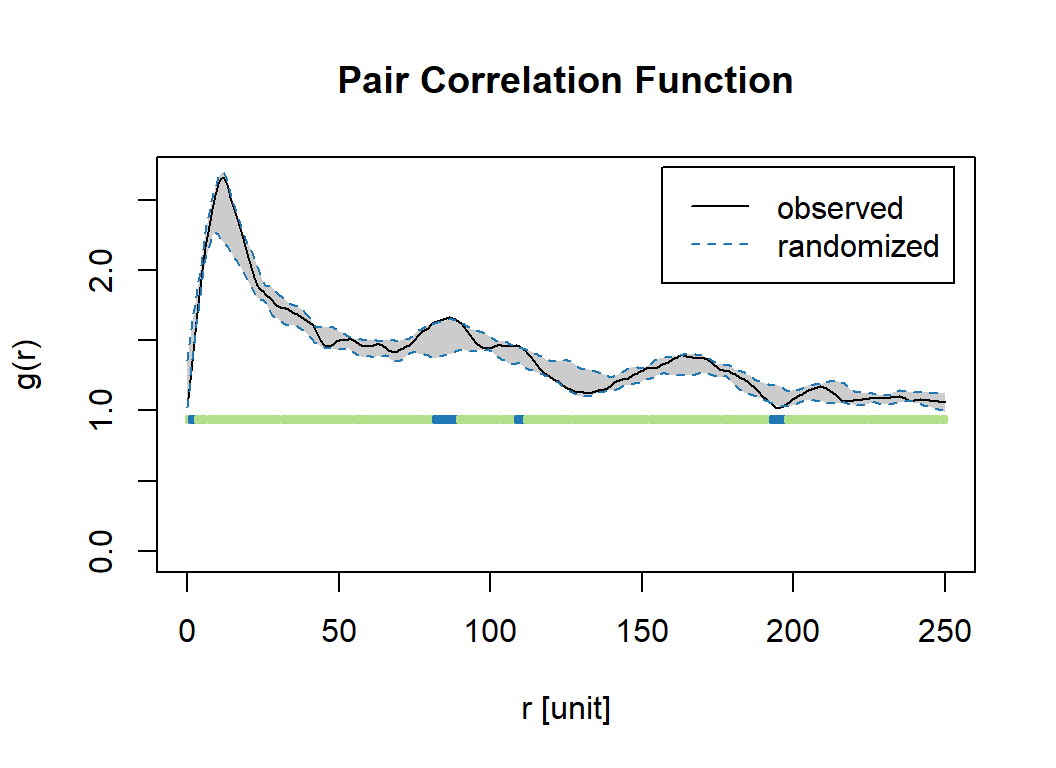 Pair Correlation Function
observed
randomized
g(r)
2.0
1.0
0.0
0 50 100 150 200 250
r [unit]